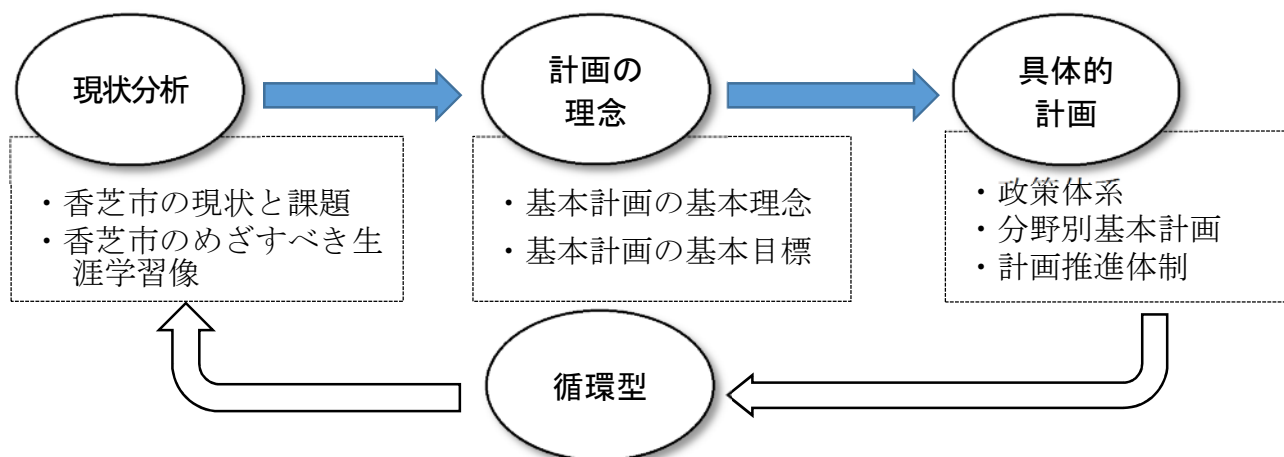 現状分析
計画の
理念
具体的
計画
・香芝市の現状と課題
・香芝市のめざすべき生
涯学習像
・基本計画の基本理念
・基本計画の基本目標
・政策体系
・分野別基本計画
・計画推進体制
循環型